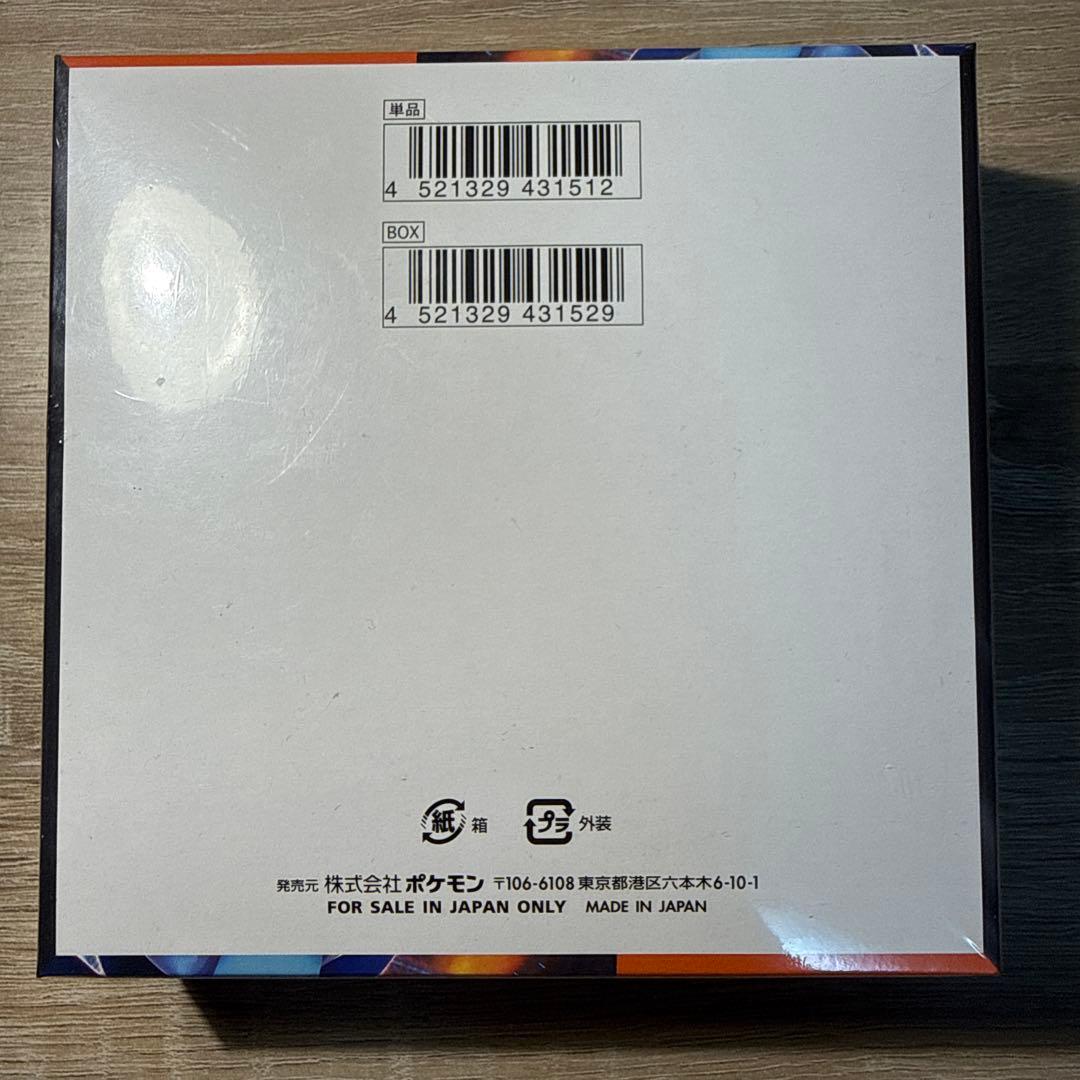 単品
4 521329 431512
BOX
4 521329 431529
紙 箱 プラ 外装
発売元 株式会社 ポケモン 〒106-6108 東京都港区六本木6-10-1
FOR SALE IN JAPAN ONLY MADE IN JAPAN